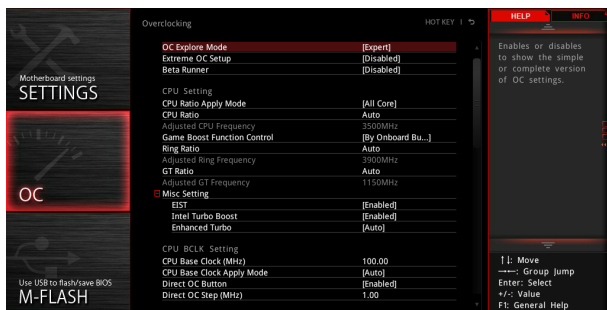 Overclocking
HOT KEY
HELP
INFO
Motherboard settings
SETTINGS
OC
Use USB to flash/save BIOS
M-FLASH
OC Explore Mode [Expert]
Extreme OC Setup [Disabled]
Beta Runner [Disabled]
CPU Setting
CPU Ratio Apply Mode [All Core]
CPU Ratio Auto
Adjusted CPU Frequency 3500MHz
Game Boost Function Control [By Onboard Bu...]
Ring Ratio Auto
Adjusted Ring Frequency 3900MHz
GT Ratio Auto
Adjusted GT Frequency 1150MHz
Misc Setting
EIST [Enabled]
Intel Turbo Boost [Enabled]
Enhanced Turbo [Auto]
CPU BCLK Setting
CPU Base Clock (MHz) 100.00
CPU Base Clock Apply Mode [Auto]
Direct OC Button [Enabled]
Direct OC Step (MHz) 1.00
Enables or disables
to show the simple
or complete version
of OC settings.
↑↓: Move
→←: Group Jump
Enter: Select
+/-: Value
F1: General Help